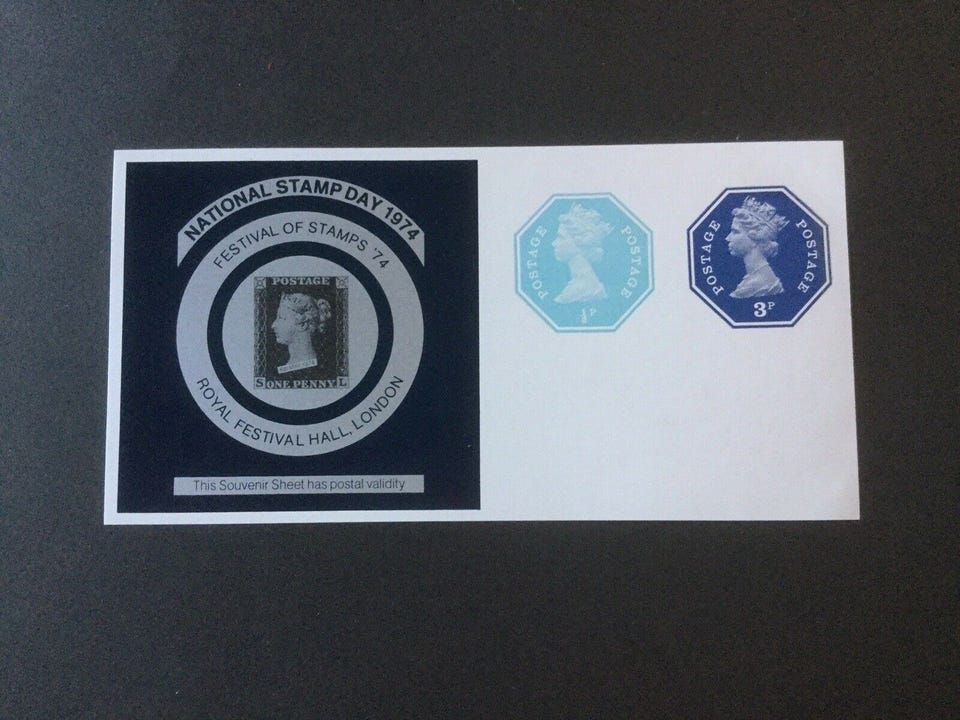 NATIONAL STAMP DAY 1974
FESTIVAL OF STAMPS '74
POSTAGE
S ONE PENNY L
ROYAL FESTIVAL HALL, LONDON
This Souvenir Sheet has postal validity
POSTAGE POSTAGE
½P
POSTAGE POSTAGE
3P